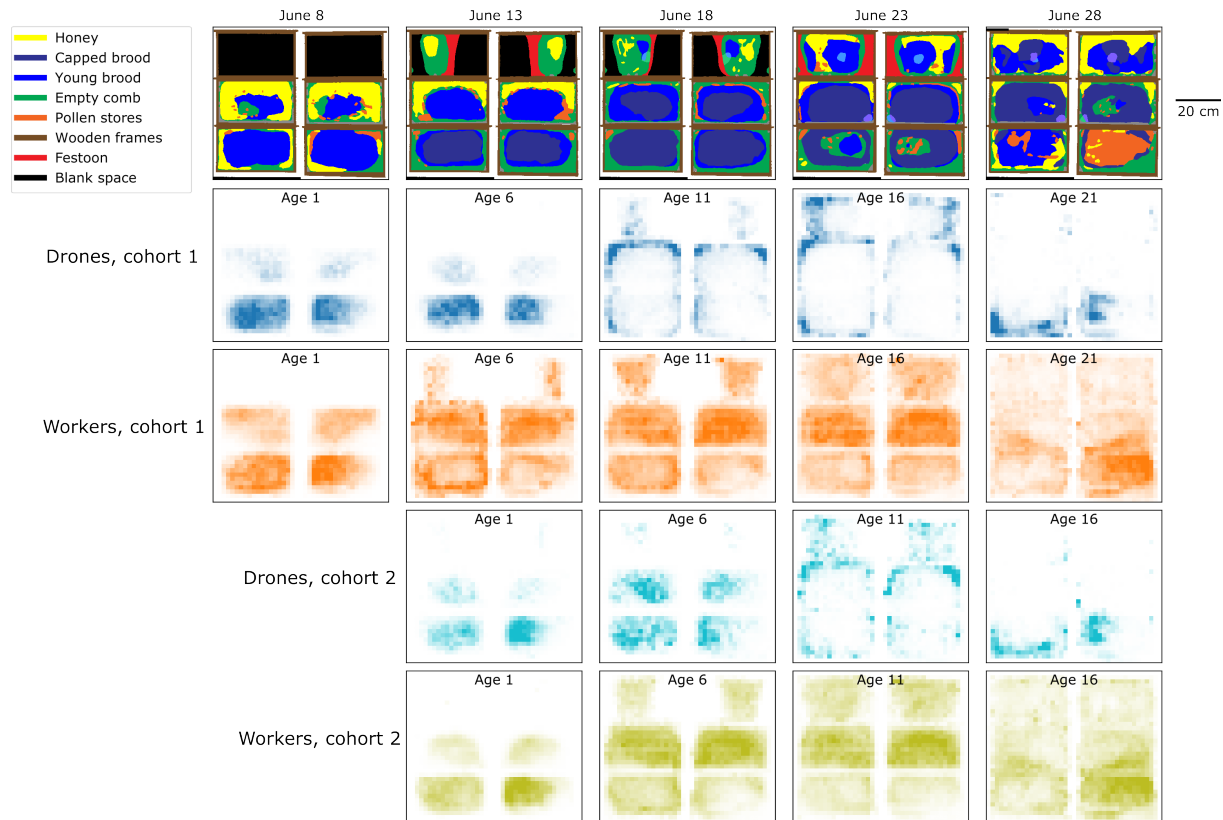 June 8
June 13
June 18
June 23
June 28
Honey
Capped brood
Young brood
Empty comb
Pollen stores
Wooden frames
Festoon
Blank space
20 cm
Drones, cohort 1
Age 1
Age 6
Age 11
Age 16
Age 21
Workers, cohort 1
Age 1
Age 6
Age 11
Age 16
Age 21
Drones, cohort 2
Age 1
Age 6
Age 11
Age 16
Workers, cohort 2
Age 1
Age 6
Age 11
Age 16